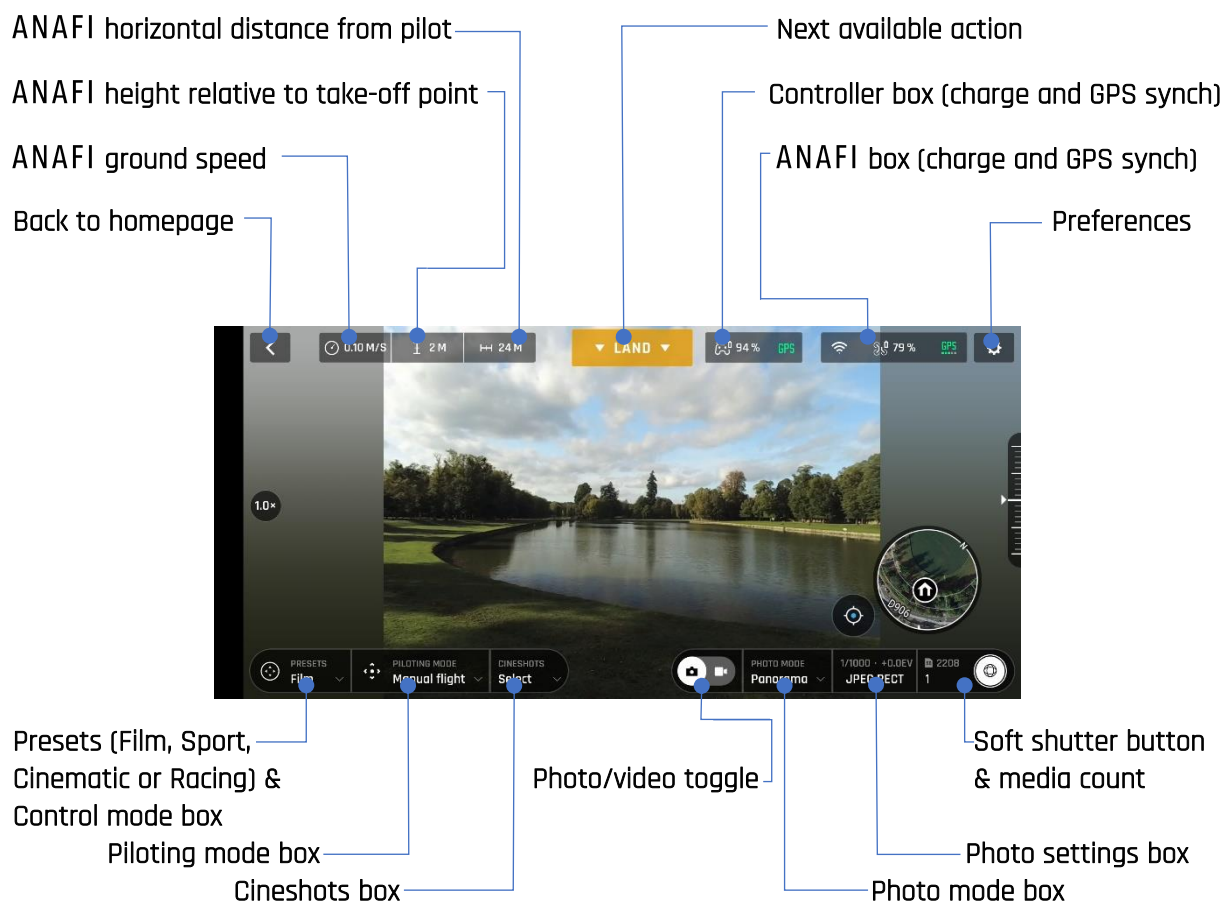 ANAFI horizontal distance from pilot
Next available action
ANAFI height relative to take-off point
Controller box (charge and GPS synch)
ANAFI ground speed
ANAFI box (charge and GPS synch)
Back to homepage
Preferences
0.10 M/S
2 M
24 M
LAND
94 %
GPS
79 %
GPS
1.0×
N
D906
PRESETS
Film
PILOTING MODE
Manual flight
CINESHOTS
Select
PHOTO MODE
Panorama
1/1000 · +0.0EV
JPEG RECT
2208
1
Presets (Film, Sport,
Cinematic or Racing) &
Control mode box
Photo/video toggle
Soft shutter button
& media count
Piloting mode box
Photo settings box
Cineshots box
Photo mode box